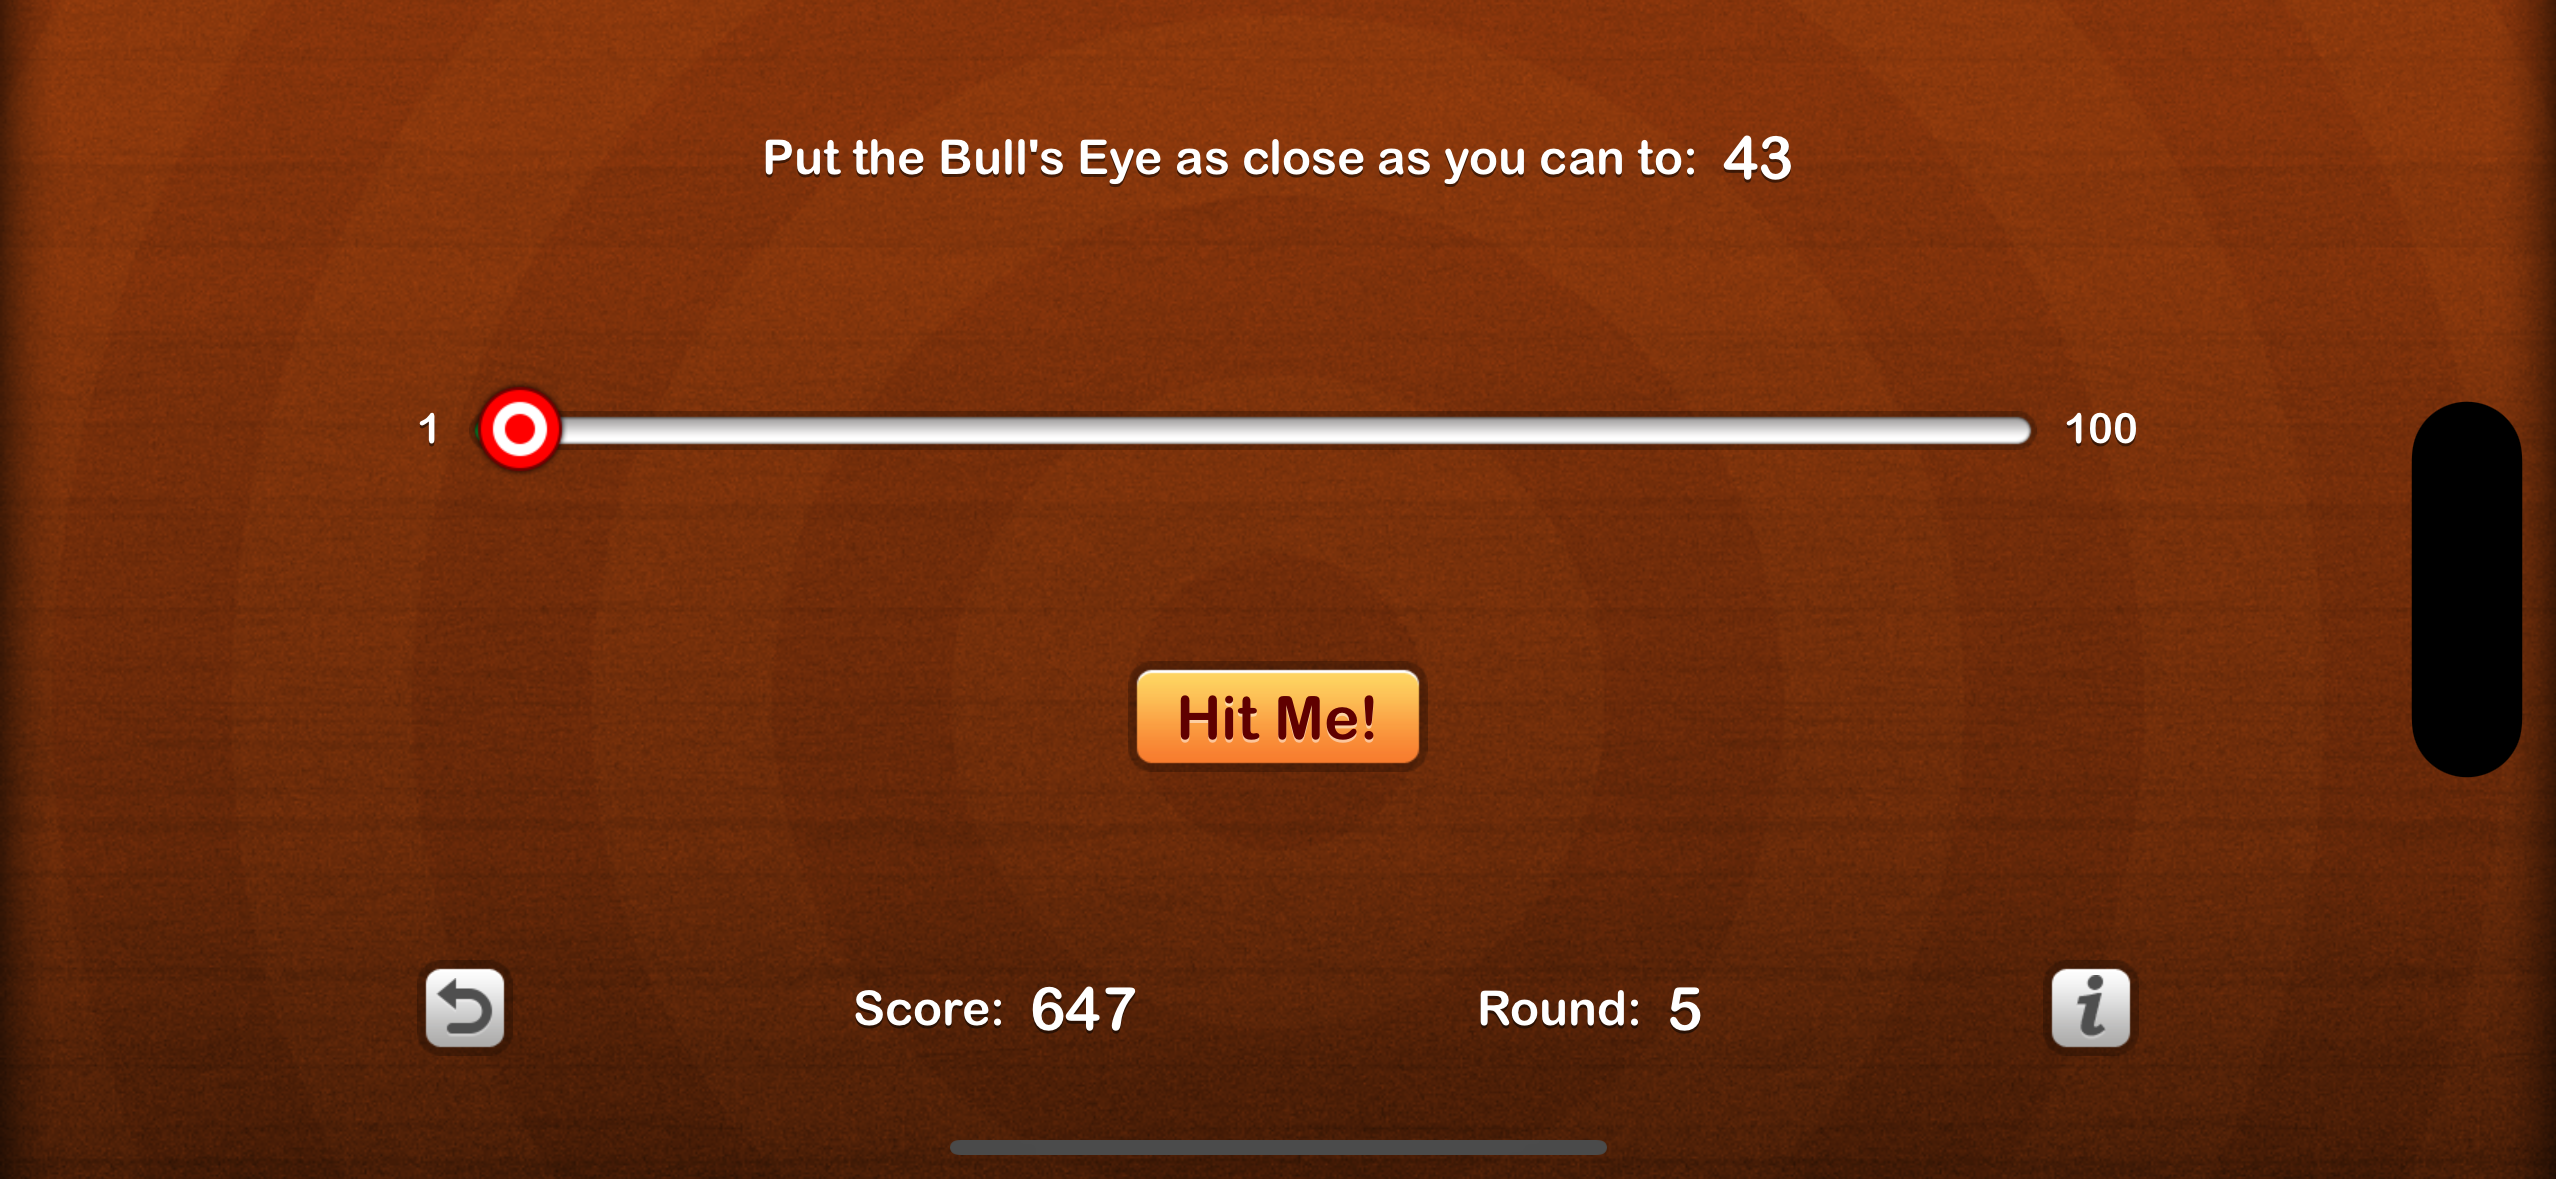 Put the Bull's Eye as close as you can to: 43
1 100
Hit Me!
Score: 647 Round: 5